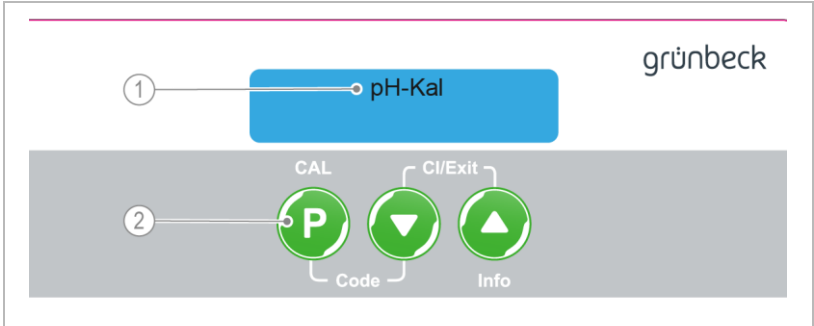 grünbeck
1
pH-Kal
CAL
Cl/Exit
2
P
Code
Info